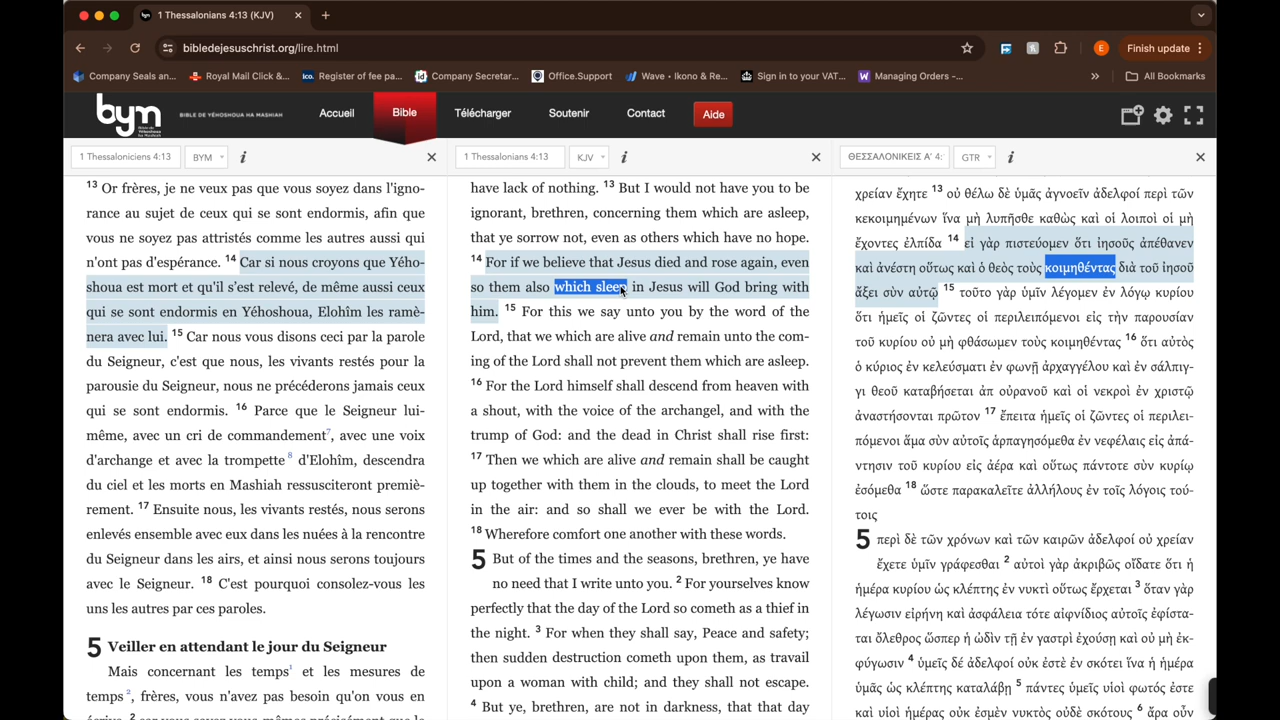 1 Thessalonians 4:13 (KJV)
bibledejesuschrist.org/lire.html
Finish update
Company Seals an...
Royal Mail Click &...
Register of fee pa...
Company Secretar...
Office.Support
Wave • Ikono & Re...
Sign in to your VAT...
Managing Orders –...
All Bookmarks
bym
BIBLE DE YÉHOSHOUA HA MASHIAH
Accueil
Bible
Télécharger
Soutenir
Contact
Aide
1 Thessaloniciens 4:13
BYM
13 Or frères, je ne veux pas que vous soyez dans l'igno-
rance au sujet de ceux qui se sont endormis, afin que
vous ne soyez pas attristés comme les autres aussi qui
n'ont pas d'espérance. 14 Car si nous croyons que Yého-
shoua est mort et qu'il s'est relevé, de même aussi ceux
qui se sont endormis en Yéhoshoua, Elohîm les ramè-
nera avec lui. 15 Car nous vous disons ceci par la parole
du Seigneur, c'est que nous, les vivants restés pour la
parousie du Seigneur, nous ne précéderons jamais ceux
qui se sont endormis. 16 Parce que le Seigneur lui-
même, avec un cri de commandement7, avec une voix
d'archange et avec la trompette 8 d'Elohîm, descendra
du ciel et les morts en Mashiah ressusciteront premiè-
rement. 17 Ensuite nous, les vivants restés, nous serons
enlevés ensemble avec eux dans les nuées à la rencontre
du Seigneur dans les airs, et ainsi nous serons toujours
avec le Seigneur. 18 C'est pourquoi consolez-vous les
uns les autres par ces paroles.
5 Veiller en attendant le jour du Seigneur
Mais concernant les temps1 et les mesures de
temps 2, frères, vous n'avez pas besoin qu'on vous en
1 Thessalonians 4:13
KJV
have lack of nothing. 13 But I would not have you to be
ignorant, brethren, concerning them which are asleep,
that ye sorrow not, even as others which have no hope.
14 For if we believe that Jesus died and rose again, even
so them also which sleep in Jesus will God bring with
him. 15 For this we say unto you by the word of the
Lord, that we which are alive and remain unto the com-
ing of the Lord shall not prevent them which are asleep.
16 For the Lord himself shall descend from heaven with
a shout, with the voice of the archangel, and with the
trump of God: and the dead in Christ shall rise first:
17 Then we which are alive and remain shall be caught
up together with them in the clouds, to meet the Lord
in the air: and so shall we ever be with the Lord.
18 Wherefore comfort one another with these words.
5 But of the times and the seasons, brethren, ye have
no need that I write unto you. 2 For yourselves know
perfectly that the day of the Lord so cometh as a thief in
the night. 3 For when they shall say, Peace and safety;
then sudden destruction cometh upon them, as travail
upon a woman with child; and they shall not escape.
4 But ye, brethren, are not in darkness, that that day
ΘΕΣΣΑΛΟΝΙΚΕΙΣ Α' 4:
GTR
χρείαν ἔχητε 13 οὐ θέλω δὲ ὑμᾶς ἀγνοεῖν ἀδελφοί περὶ τῶν
κεκοιμημένων ἵνα μὴ λυπῆσθε καθὼς καὶ οἱ λοιποὶ οἱ μὴ
ἔχοντες ἐλπίδα 14 εἰ γὰρ πιστεύομεν ὅτι ἰησοῦς ἀπέθανεν
καὶ ἀνέστη οὕτως καὶ ὁ θεὸς τοὺς κοιμηθέντας διὰ τοῦ ἰησοῦ
ἄξει σὺν αὐτῷ 15 τοῦτο γὰρ ὑμῖν λέγομεν ἐν λόγῳ κυρίου
ὅτι ἡμεῖς οἱ ζῶντες οἱ περιλειπόμενοι εἰς τὴν παρουσίαν
τοῦ κυρίου οὐ μὴ φθάσωμεν τοὺς κοιμηθέντας 16 ὅτι αὐτὸς
ὁ κύριος ἐν κελεύσματι ἐν φωνῇ ἀρχαγγέλου καὶ ἐν σάλπιγ-
γι θεοῦ καταβήσεται ἀπ οὐρανοῦ καὶ οἱ νεκροὶ ἐν χριστῷ
ἀναστήσονται πρῶτον 17 ἔπειτα ἡμεῖς οἱ ζῶντες οἱ περιλει-
πόμενοι ἅμα σὺν αὐτοῖς ἁρπαγησόμεθα ἐν νεφέλαις εἰς ἀπά-
ντησιν τοῦ κυρίου εἰς ἀέρα καὶ οὕτως πάντοτε σὺν κυρίῳ
ἐσόμεθα 18 ὥστε παρακαλεῖτε ἀλλήλους ἐν τοῖς λόγοις τού-
τοις
5 περὶ δὲ τῶν χρόνων καὶ τῶν καιρῶν ἀδελφοί οὐ χρείαν
ἔχετε ὑμῖν γράφεσθαι 2 αὐτοὶ γὰρ ἀκριβῶς οἴδατε ὅτι ἡ
ἡμέρα κυρίου ὡς κλέπτης ἐν νυκτὶ οὕτως ἔρχεται 3 ὅταν γὰρ
λέγωσιν εἰρήνη καὶ ἀσφάλεια τότε αἰφνίδιος αὐτοῖς ἐφίστα-
ται ὄλεθρος ὥσπερ ἡ ὠδὶν τῇ ἐν γαστρὶ ἐχούσῃ καὶ οὐ μὴ ἐκ-
φύγωσιν 4 ὑμεῖς δέ ἀδελφοί οὐκ ἐστὲ ἐν σκότει ἵνα ἡ ἡμέρα
ὑμᾶς ὡς κλέπτης καταλάβῃ 5 πάντες ὑμεῖς υἱοὶ φωτός ἐστε
καὶ υἱοὶ ἡμέρας οὐκ ἐσμὲν νυκτὸς οὐδὲ σκότους 6 ἄρα οὖν